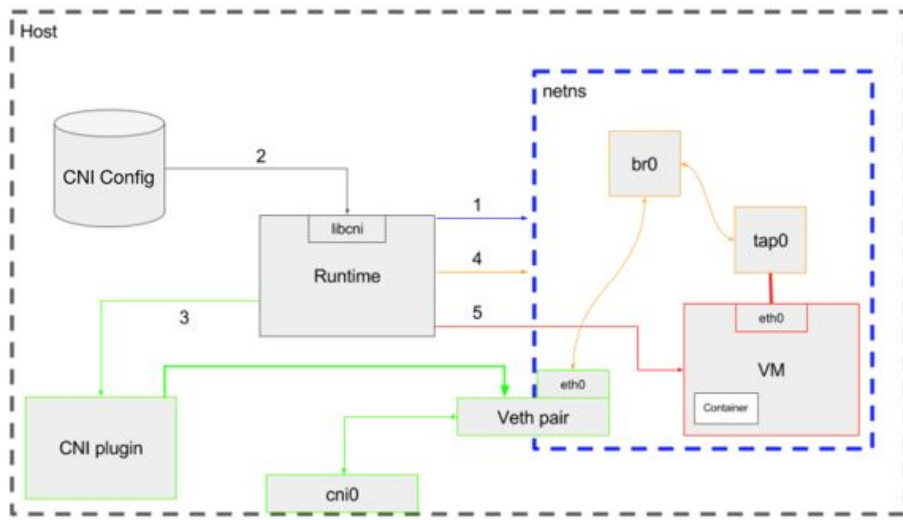 Host
netns
CNI Config
2
br0
1
libcni
Runtime
tap0
4
3
5
eth0
VM
eth0
Container
Veth pair
CNI plugin
cni0